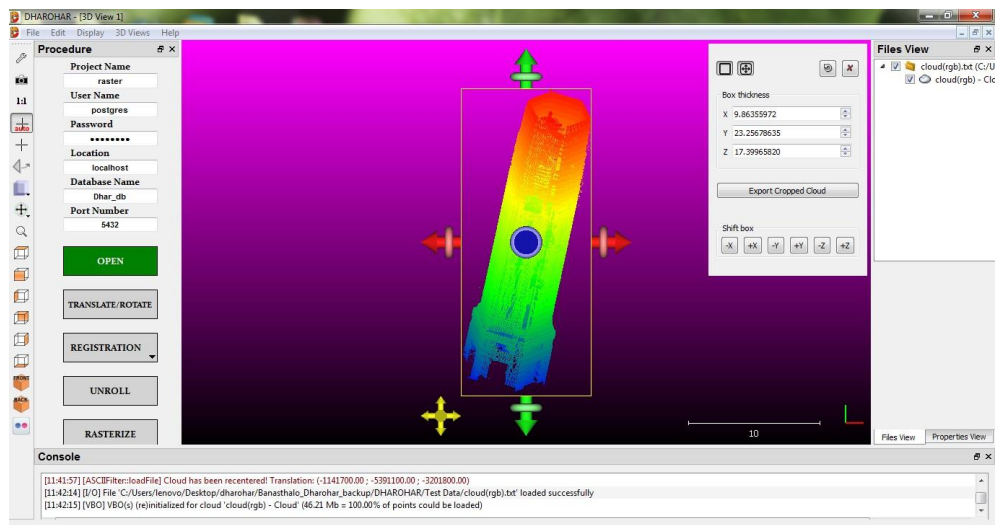 DHAROHAR - [3D View 1]
File Edit Display 3D Views Help
Procedure
Project Name
raster
User Name
postgres
Password
••••••••
Location
localhost
Database Name
Dhar_db
Port Number
5432
OPEN
TRANSLATE/ROTATE
REGISTRATION
UNROLL
RASTERIZE
1:1
auto
FRONT
BACK
Box thickness
X 9.86355972
Y 23.25678635
Z 17.39965820
Export Cropped Cloud
Shift box
-X +X -Y +Y -Z +Z
10
Files View
cloud(rgb).txt (C:/U
cloud(rgb) - Clo
Files View Properties View
Console
[11:41:57] [ASCIIFilter::loadFile] Cloud has been recentered! Translation: (-1141700.00 ; -5391100.00 ; -3201800.00)
[11:42:14] [I/O] File 'C:/Users/lenovo/Desktop/dharohar/Banasthalo_Dharohar_backup/DHAROHAR/Test Data/cloud(rgb).txt' loaded successfully
[11:42:15] [VBO] VBO(s) (re)initialized for cloud 'cloud(rgb) - Cloud' (46.21 Mb = 100.00% of points could be loaded)